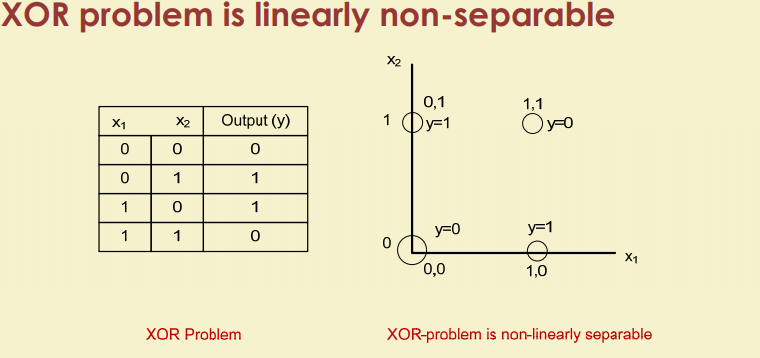 XOR problem is linearly non-separable
x1 x2 Output (y)
0 0 0
0 1 1
1 0 1
1 1 0
XOR Problem
x2
0,1 1,1
1 y=1 y=0
y=0 y=1
0
x1
0,0 1,0
XOR-problem is non-linearly separable